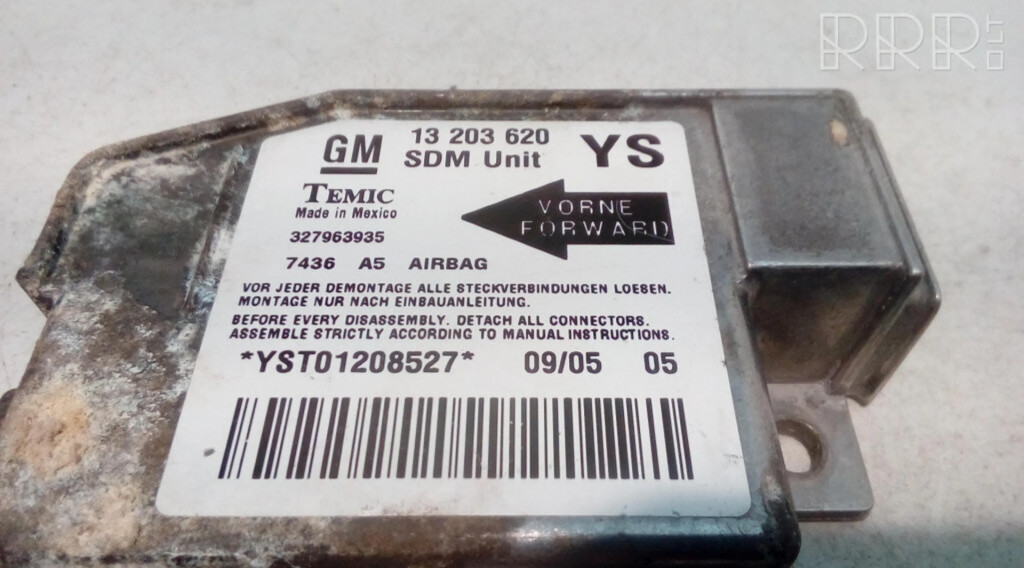 RRR.LT
GM
13 203 620
SDM Unit
YS
TEMIC
Made in Mexico
VORNE
FORWARD
327963935
7436 A5 AIRBAG
VOR JEDER DEMONTAGE ALLE STECKVERBINDUNGEN LOESEN.
MONTAGE NUR NACH EINBAUANLEITUNG.
BEFORE EVERY DISASSEMBLY. DETACH ALL CONNECTORS.
ASSEMBLE STRICTLY ACCORDING TO MANUAL INSTRUCTIONS.
*YST01208527* 09/05 05